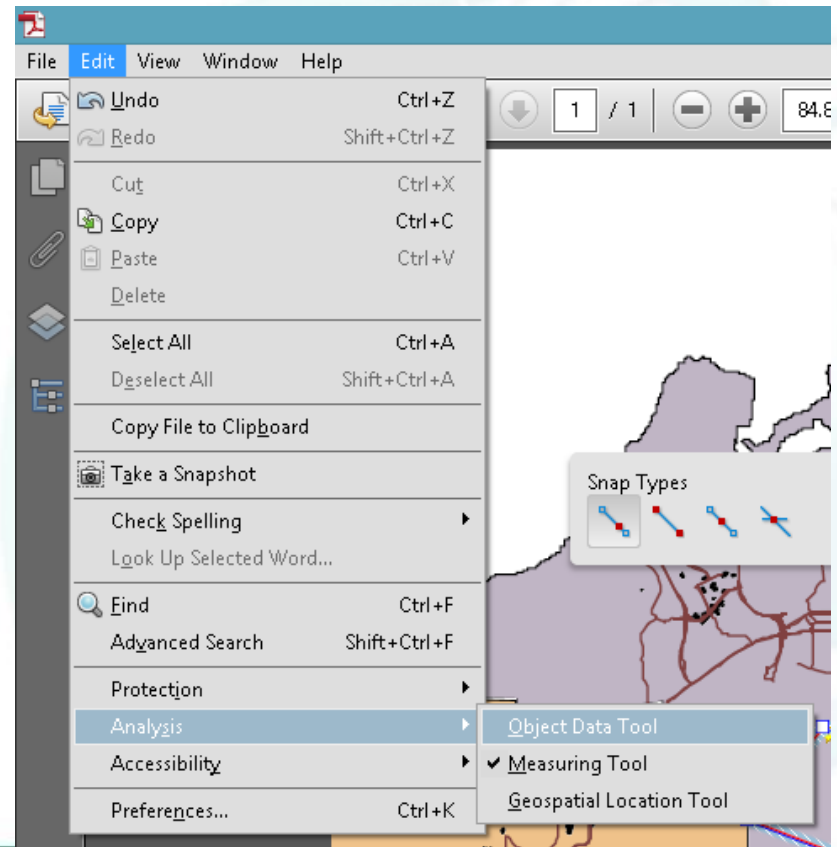 File Edit View Window Help
1 / 1 84.8
Undo Ctrl+Z
Redo Shift+Ctrl+Z
Cut Ctrl+X
Copy Ctrl+C
Paste Ctrl+V
Delete
Select All Ctrl+A
Deselect All Shift+Ctrl+A
Copy File to Clipboard
Take a Snapshot
Check Spelling
Look Up Selected Word...
Find Ctrl+F
Advanced Search Shift+Ctrl+F
Protection
Analysis
Accessibility
Preferences... Ctrl+K
Snap Types
Object Data Tool
Measuring Tool
Geospatial Location Tool